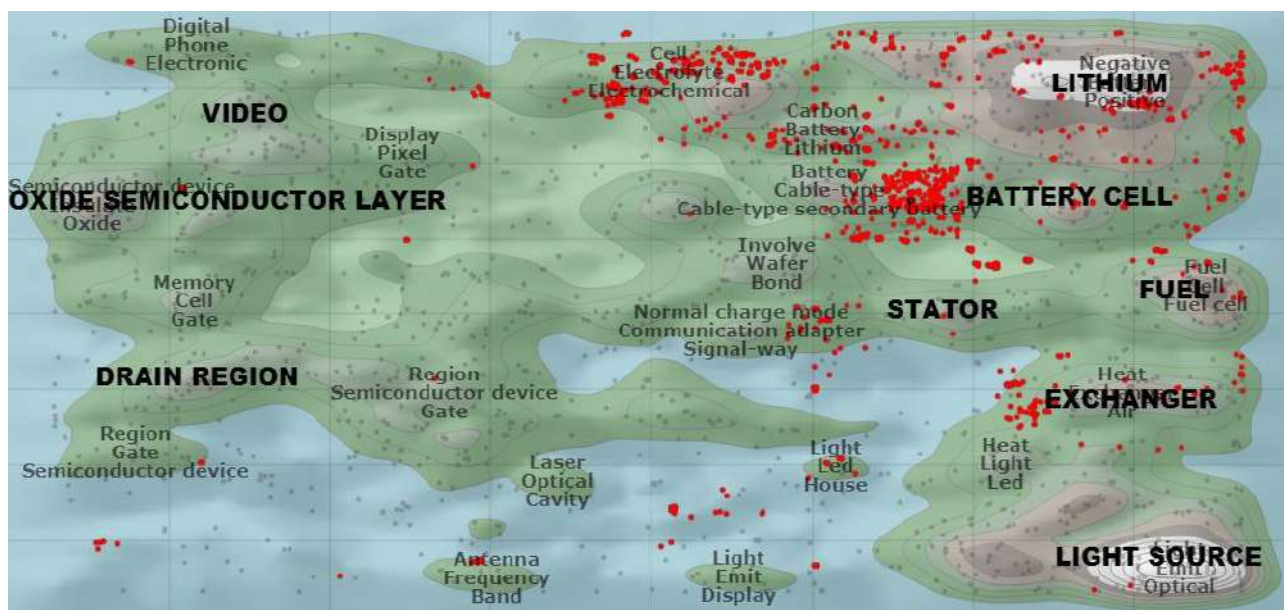 Digital
Phone
Electronic
Cell
Electrolyte
Electrochemical
Negative
LITHIUM
Positive
VIDEO
Display
Pixel
Gate
Carbon
Battery
Lithium
Semiconductor device
OXIDE SEMICONDUCTOR LAYER
Oxide
Battery
Cable-type
Cable-type secondary battery
BATTERY CELL
Involve
Wafer
Bond
Memory
Cell
Gate
Fuel
FUEL
Fuel cell
Normal charge mode
Communication adapter
Signal-way
STATOR
DRAIN REGION
Region
Semiconductor device
Gate
Heat
EXCHANGER
Air
Region
Gate
Semiconductor device
Laser
Optical
Cavity
Light
Led
House
Heat
Light
Led
Antenna
Frequency
Band
Light
Emit
Display
LIGHT SOURCE
Emit
Optical